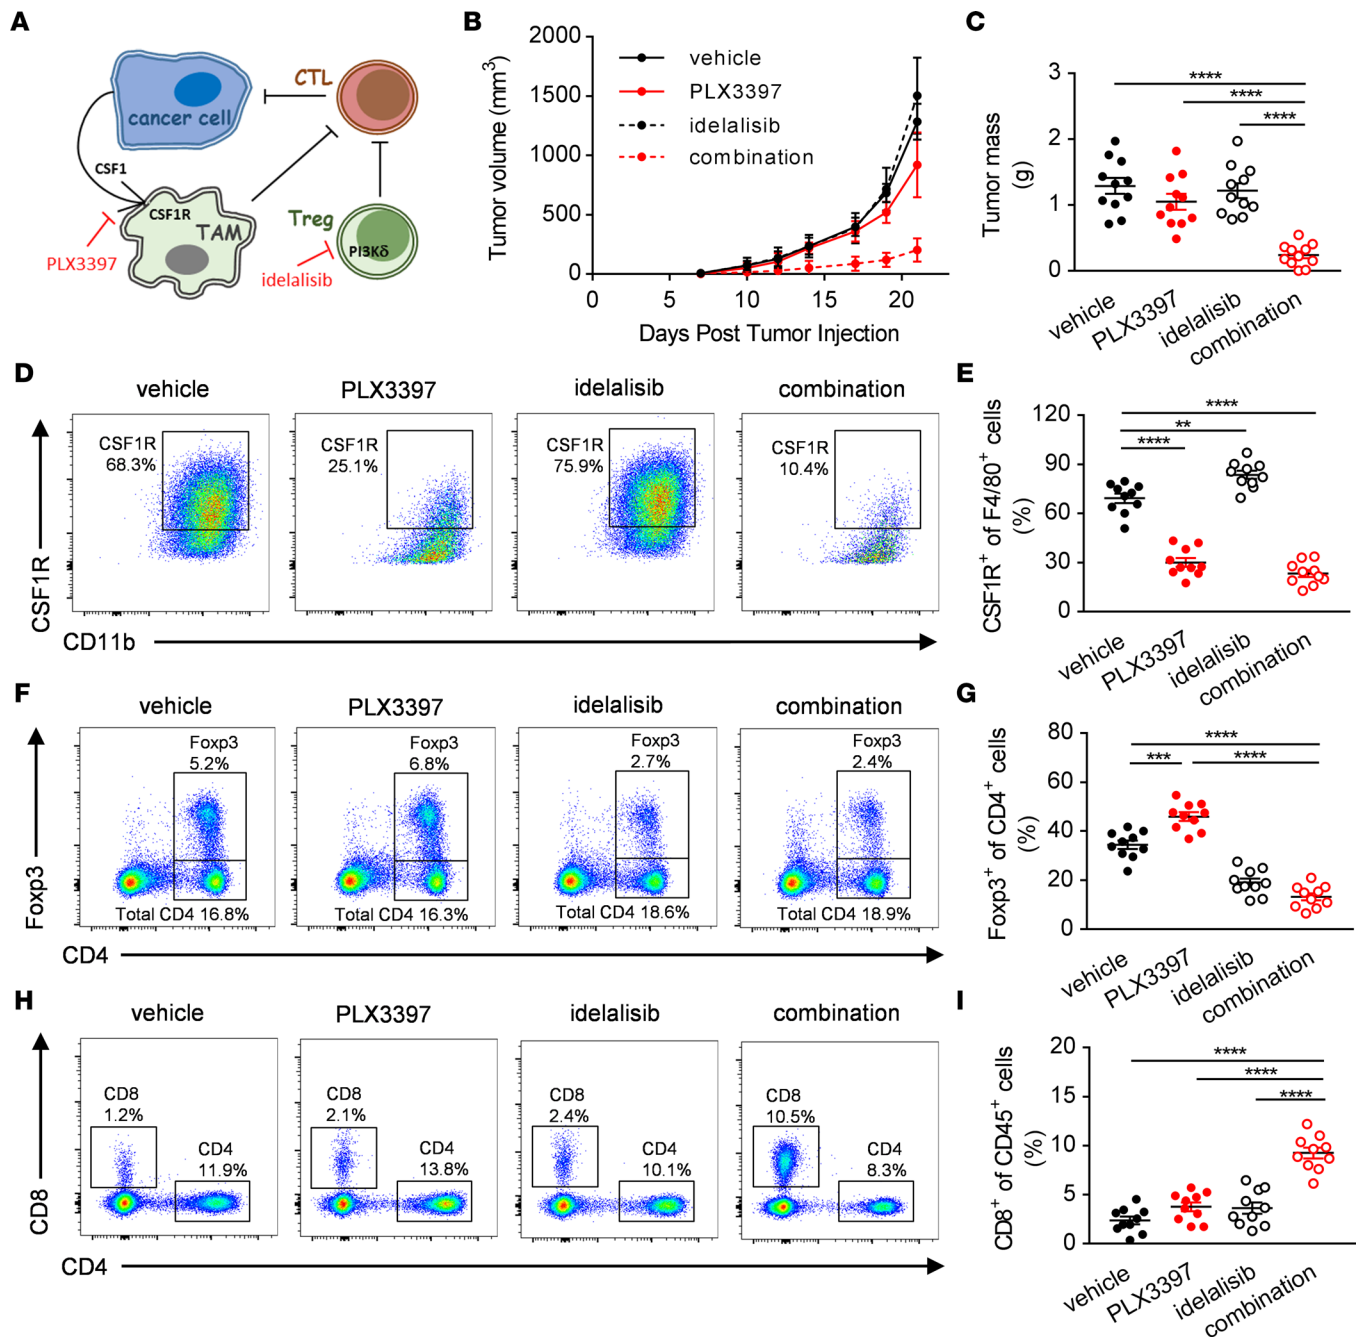 A
cancer cell
CTL
CSF1
CSF1R
TAM
PLX3397
Treg
PI3Kδ
idelalisib
B
Tumor volume (mm³)
2000
1500
1000
500
0
0 5 10 15 20
Days Post Tumor Injection
vehicle
PLX3397
idelalisib
combination
C
Tumor mass
(g)
3
2
1
0
****
****
****
vehicle
PLX3397
idelalisib
combination
D
vehicle PLX3397 idelalisib combination
CSF1R
68.3%
CSF1R
25.1%
CSF1R
75.9%
CSF1R
10.4%
CSF1R
CD11b
E
CSF1R⁺ of F4/80⁺ cells
(%)
120
90
60
30
0
****
**
****
vehicle
PLX3397
idelalisib
combination
F
vehicle PLX3397 idelalisib combination
Foxp3
5.2%
Total CD4 16.8%
Foxp3
6.8%
Total CD4 16.3%
Foxp3
2.7%
Total CD4 18.6%
Foxp3
2.4%
Total CD4 18.9%
Foxp3
CD4
G
Foxp3⁺ of CD4⁺ cells
(%)
80
60
40
20
0
****
*** ****
vehicle
PLX3397
idelalisib
combination
H
vehicle PLX3397 idelalisib combination
CD8
1.2%
CD4
11.9%
CD8
2.1%
CD4
13.8%
CD8
2.4%
CD4
10.1%
CD8
10.5%
CD4
8.3%
CD8
CD4
I
CD8⁺ of CD45⁺ cells
(%)
20
15
10
5
0
****
****
****
vehicle
PLX3397
idelalisib
combination